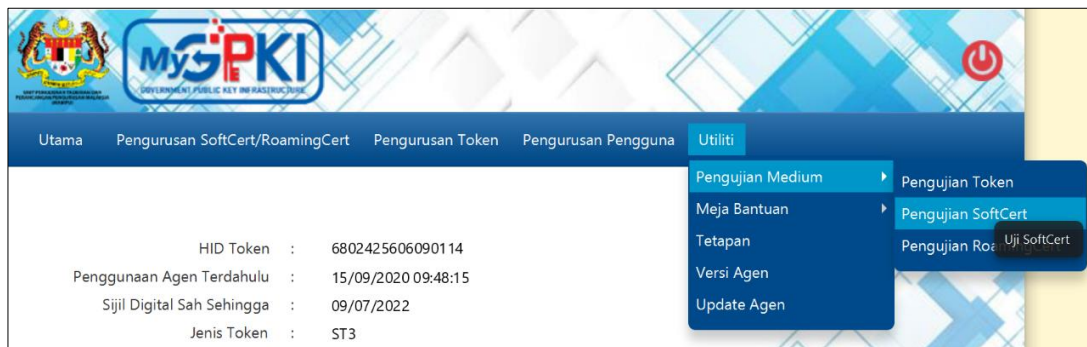 MyGPKI
GOVERNMENT PUBLIC KEY INFRASTRUCTURE
Utama Pengurusan SoftCert/RoamingCert Pengurusan Token Pengurusan Pengguna Utiliti
Pengujian Medium
Meja Bantuan
Tetapan
Versi Agen
Update Agen
Pengujian Token
Pengujian SoftCert
Uji SoftCert
Pengujian RoamingCert
HID Token : 6802425606090114
Penggunaan Agen Terdahulu : 15/09/2020 09:48:15
Sijil Digital Sah Sehingga : 09/07/2022
Jenis Token : ST3